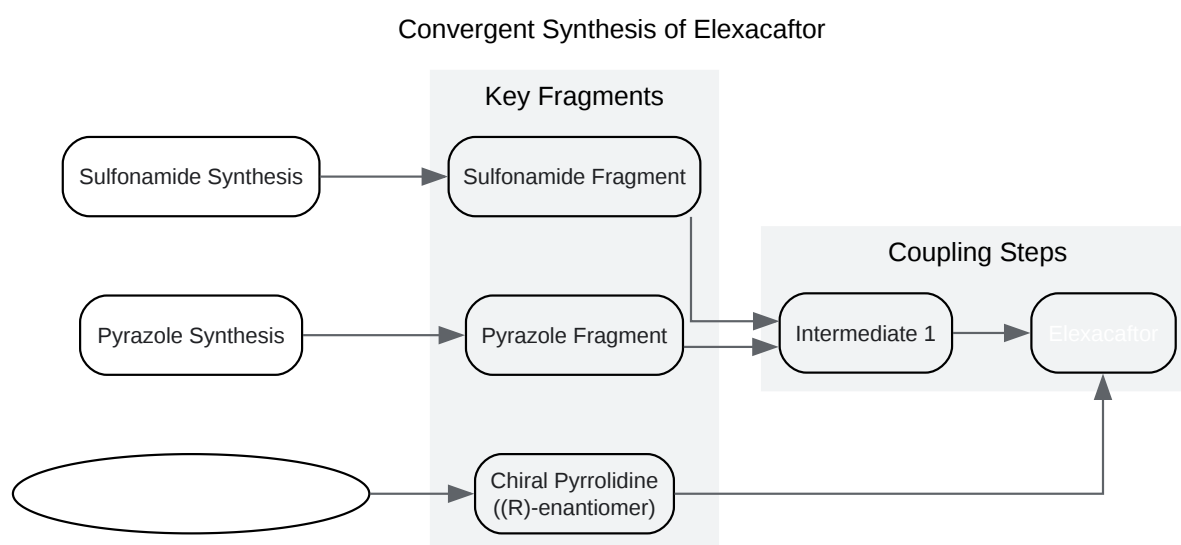 Convergent Synthesis of Elexacaftor
Key Fragments
Sulfonamide Synthesis
Sulfonamide Fragment
Coupling Steps
Pyrazole Synthesis
Pyrazole Fragment
Intermediate 1
Elexacaftor
Chiral Pyrrolidine
((R)-enantiomer)